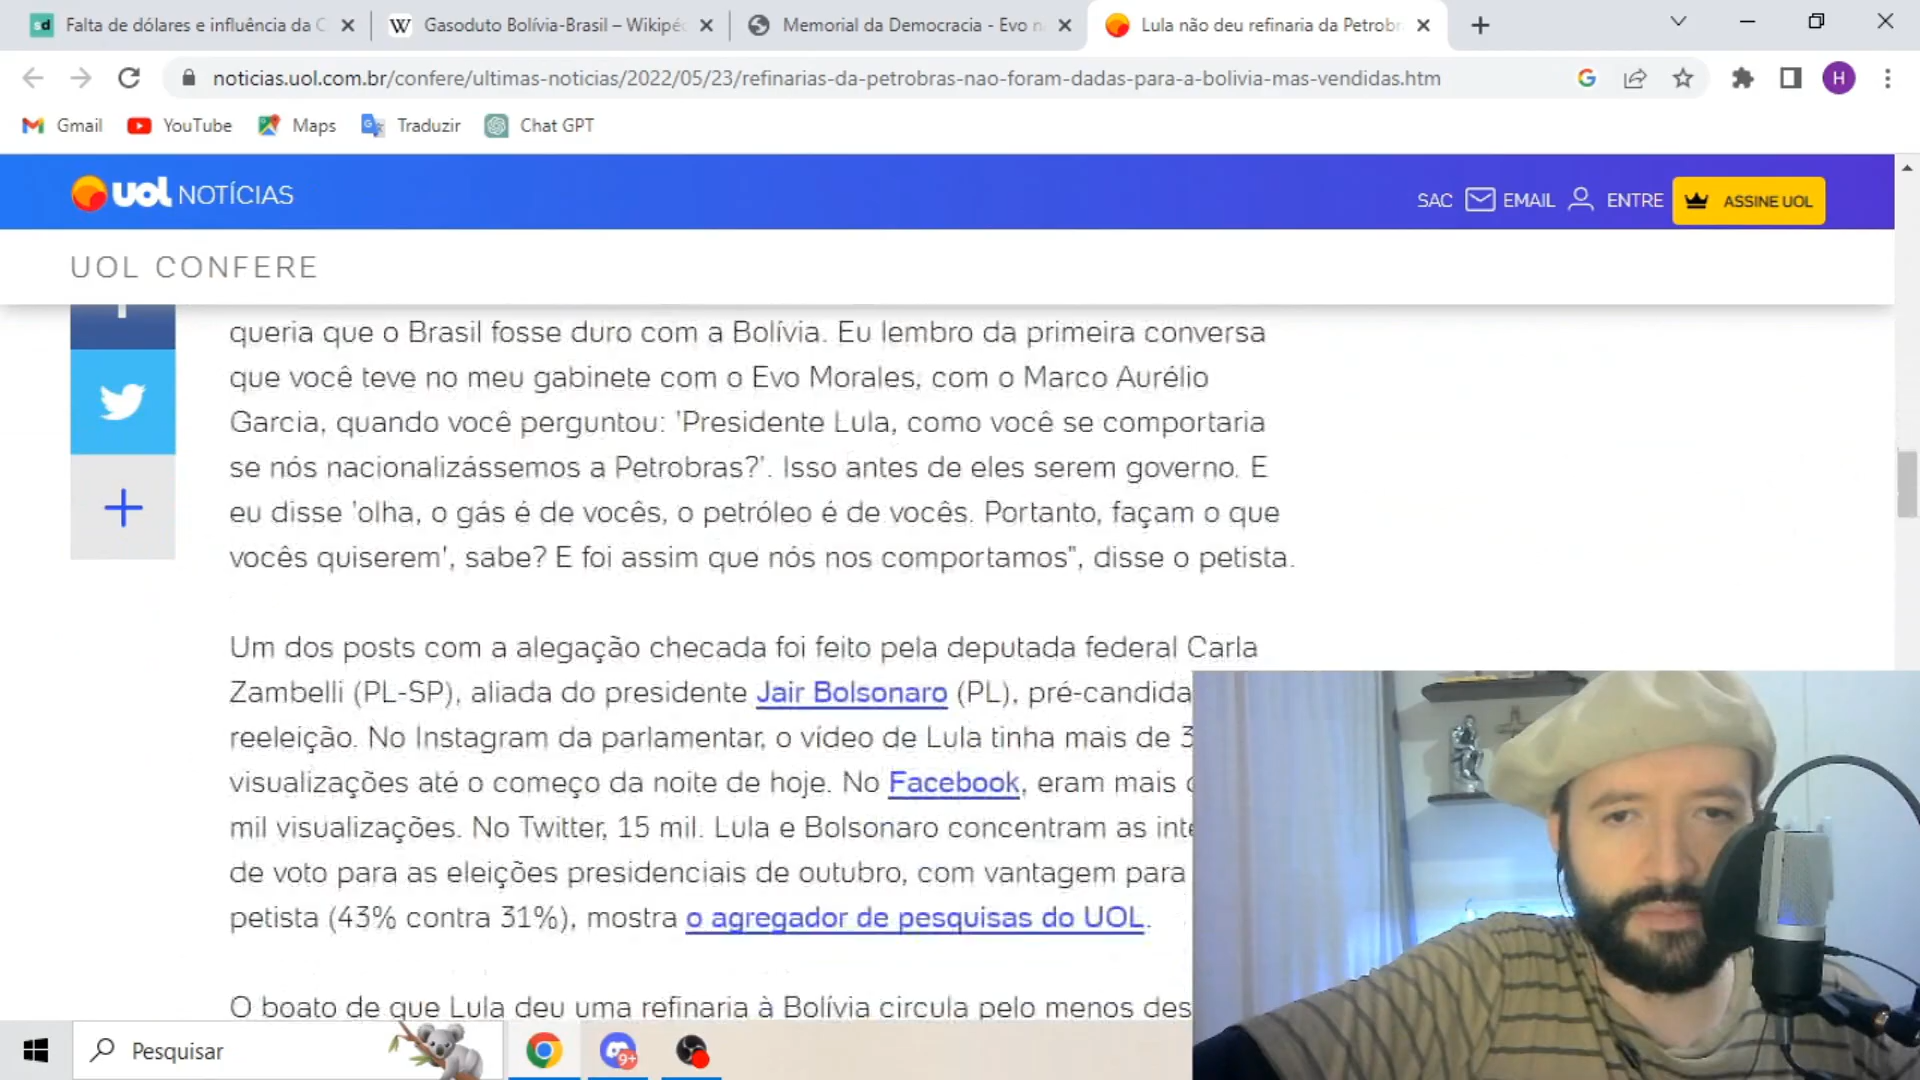 Falta de dólares e influência da C
Gasoduto Bolívia-Brasil – Wikipéd
Memorial da Democracia - Evo n
Lula não deu refinaria da Petrobr
noticias.uol.com.br/confere/ultimas-noticias/2022/05/23/refinarias-da-petrobras-nao-foram-dadas-para-a-bolivia-mas-vendidas.htm
H
Gmail YouTube Maps Traduzir Chat GPT
uol NOTÍCIAS
SAC EMAIL ENTRE ASSINE UOL
UOL CONFERE
queria que o Brasil fosse duro com a Bolívia. Eu lembro da primeira conversa
que você teve no meu gabinete com o Evo Morales, com o Marco Aurélio
Garcia, quando você perguntou: 'Presidente Lula, como você se comportaria
se nós nacionalizássemos a Petrobras?'. Isso antes de eles serem governo. E
eu disse 'olha, o gás é de vocês, o petróleo é de vocês. Portanto, façam o que
vocês quiserem', sabe? E foi assim que nós nos comportamos", disse o petista.
Um dos posts com a alegação checada foi feito pela deputada federal Carla
Zambelli (PL-SP), aliada do presidente Jair Bolsonaro (PL), pré-candida
reeleição. No Instagram da parlamentar, o vídeo de Lula tinha mais de 3
visualizações até o começo da noite de hoje. No Facebook, eram mais
mil visualizações. No Twitter, 15 mil. Lula e Bolsonaro concentram as inte
de voto para as eleições presidenciais de outubro, com vantagem para
petista (43% contra 31%), mostra o agregador de pesquisas do UOL.
O boato de que Lula deu uma refinaria à Bolívia circula pelo menos des
Pesquisar
9+